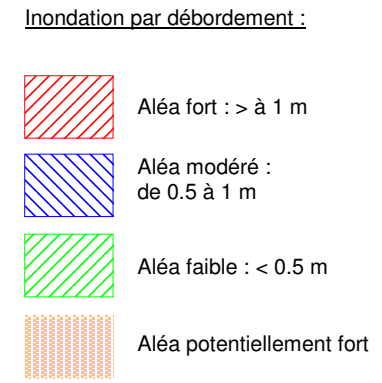 Inondation par débordement :
Aléa fort : > à 1 m
Aléa modéré :
de 0.5 à 1 m
Aléa faible : < 0.5 m
Aléa potentiellement fort